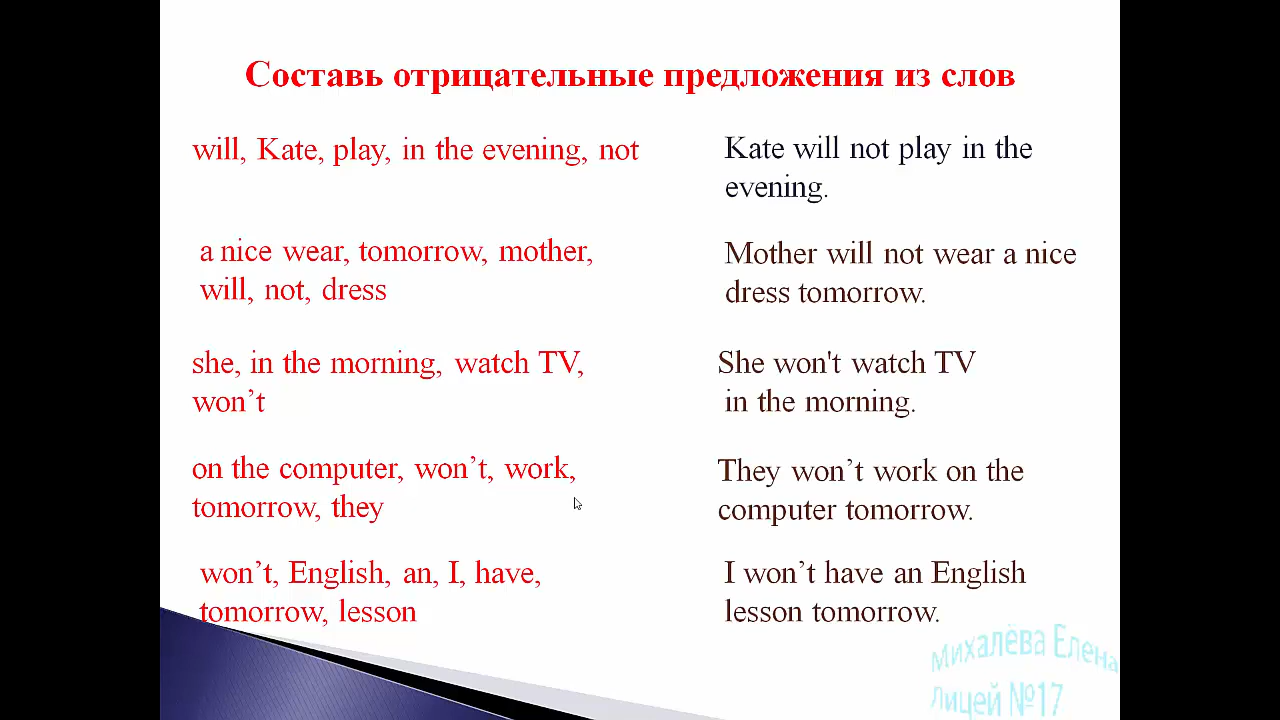 Составь отрицательные предложения из слов
will, Kate, play, in the evening, not
Kate will not play in the
evening.
a nice wear, tomorrow, mother,
will, not, dress
Mother will not wear a nice
dress tomorrow.
she, in the morning, watch TV,
won’t
She won't watch TV
in the morning.
on the computer, won’t, work,
tomorrow, they
They won’t work on the
computer tomorrow.
won’t, English, an, I, have,
tomorrow, lesson
I won’t have an English
lesson tomorrow.
Михалёва Елена
Лицей №17